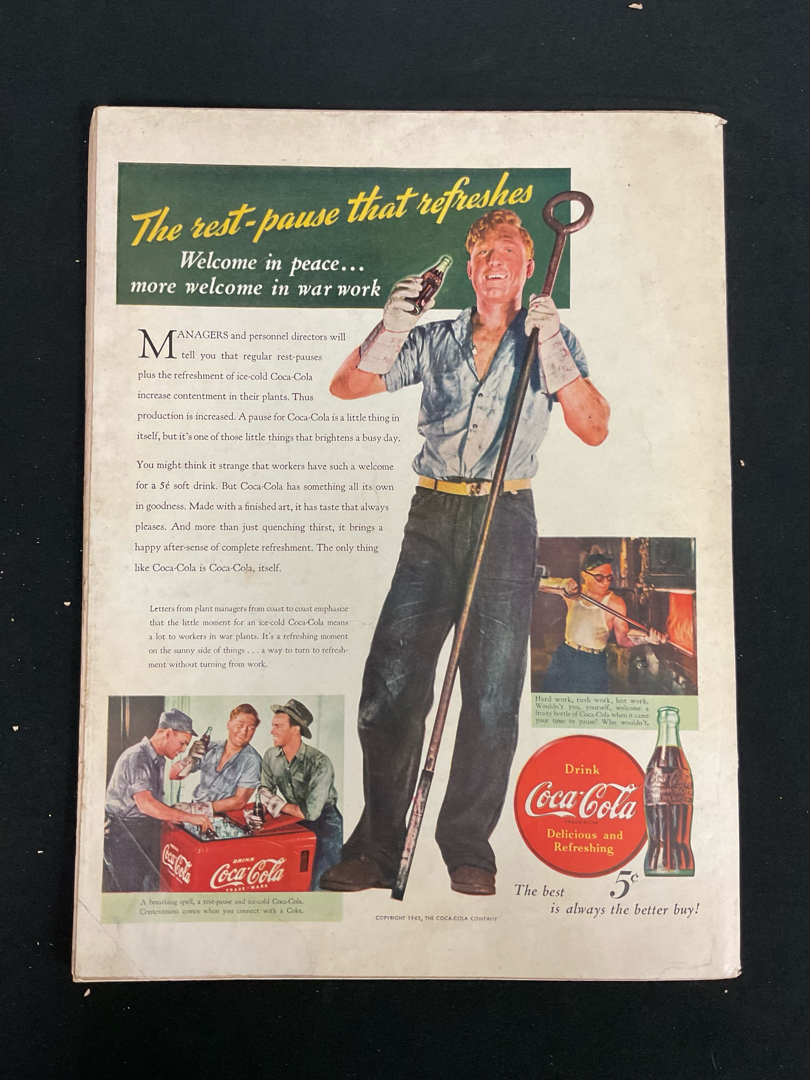 The rest-pause that refreshes
Welcome in peace...
more welcome in war work
MANAGERS and personnel directors will
tell you that regular rest-pauses
plus the refreshment of ice-cold Coca-Cola
increase contentment in their plants. Thus
production is increased. A pause for Coca-Cola is a little thing in
itself, but it's one of those little things that brightens a busy day.
You might think it strange that workers have such a welcome
for a 5¢ soft drink. But Coca-Cola has something all its own
in goodness. Made with a finished art, it has taste that always
pleases. And more than just quenching thirst, it brings a
happy after-sense of complete refreshment. The only thing
like Coca-Cola is Coca-Cola, itself.
Letters from plant managers from coast to coast emphasize
that the little moment for an ice-cold Coca-Cola means
a lot to workers in war plants. It's a refreshing moment
on the sunny side of things . . . a way to turn to refresh-
ment without turning from work.
Hard work, rush work, hot work.
Wouldn't you, yourself, welcome a
frosty bottle of Coca-Cola when it came
your time to pause? Who wouldn't.
Drink
Coca-Cola
TRADE-MARK
Delicious and
Refreshing
DRINK
Coca-Cola
DRINK
Coca-Cola
TRADE-MARK
A breathing spell, a rest-pause and ice-cold Coca-Cola.
Contentment comes when you connect with a Coke.
5¢
The best
is always the better buy!
COPYRIGHT 1943, THE COCA-COLA COMPANY